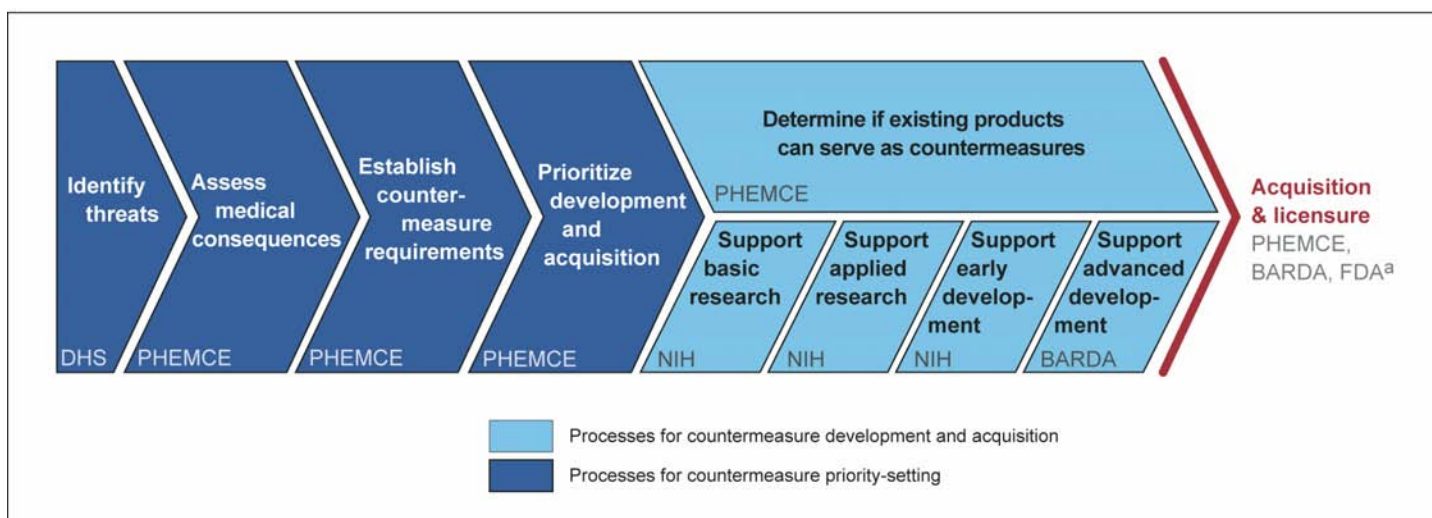 Identify
threats
DHS
Assess
medical
consequences
PHEMCE
Establish
counter-
measure
requirements
PHEMCE
Prioritize
development
and
acquisition
PHEMCE
Determine if existing products
can serve as countermeasures
PHEMCE
Support
basic
research
NIH
Support
applied
research
NIH
Support
early
develop-
ment
NIH
Support
advanced
develop-
ment
BARDA
Acquisition
& licensure
PHEMCE,
BARDA, FDAa
Processes for countermeasure development and acquisition
Processes for countermeasure priority-setting